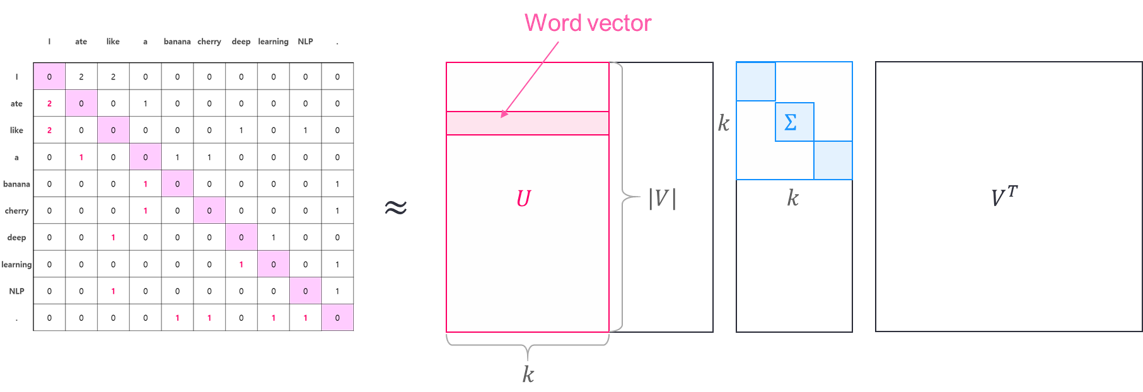 Word vector
I ate like a banana cherry deep learning NLP .
I 0 2 2 0 0 0 0 0 0 0
ate 2 0 0 1 0 0 0 0 0 0
like 2 0 0 0 0 0 1 0 1 0
a 0 1 0 0 1 1 0 0 0 0
banana 0 0 0 1 0 0 0 0 0 1
cherry 0 0 0 1 0 0 0 0 0 1
deep 0 0 1 0 0 0 0 1 0 0
learning 0 0 0 0 0 0 1 0 0 1
NLP 0 0 1 0 0 0 0 0 0 1
. 0 0 0 0 1 1 0 1 1 0
≈
U
|V|
k
k
Σ
k
V^T